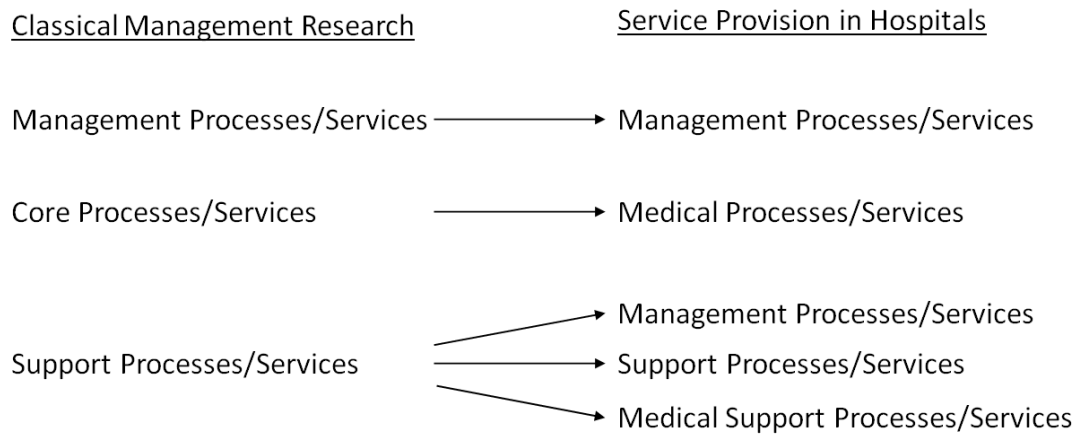 Classical Management Research
Service Provision in Hospitals
Management Processes/Services
Management Processes/Services
Core Processes/Services
Medical Processes/Services
Management Processes/Services
Support Processes/Services
Support Processes/Services
Medical Support Processes/Services